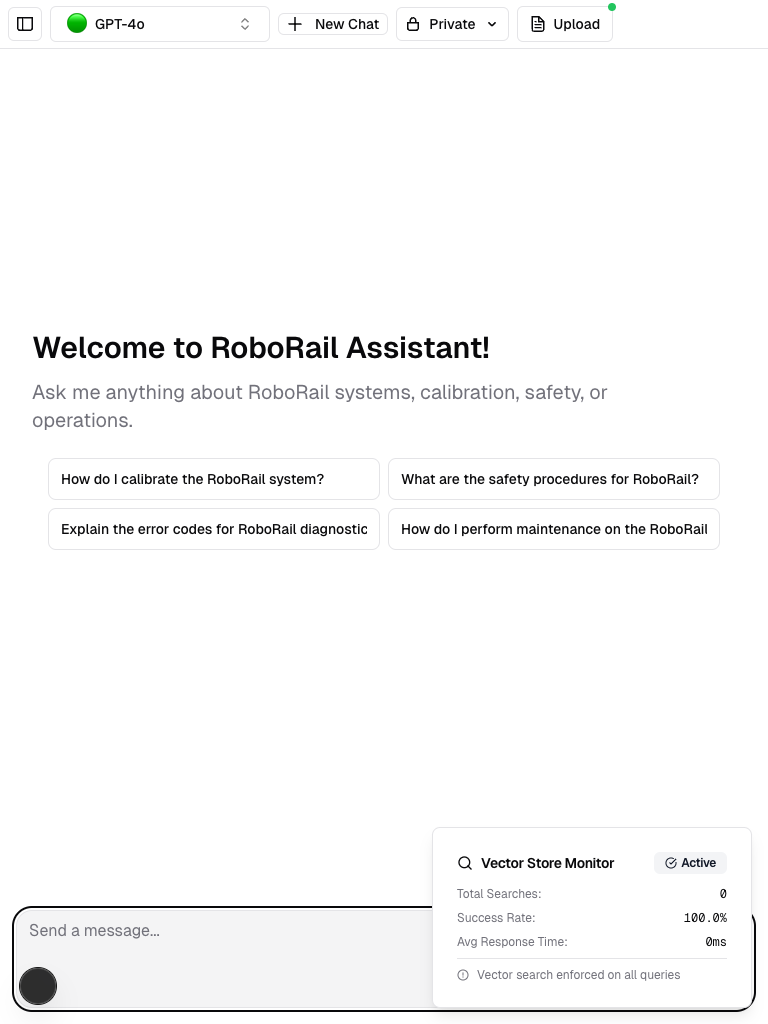 GPT-4o
New Chat
Private
Upload
Welcome to RoboRail Assistant!
Ask me anything about RoboRail systems, calibration, safety, or
operations.
How do I calibrate the RoboRail system?
What are the safety procedures for RoboRail?
Explain the error codes for RoboRail diagnostic
How do I perform maintenance on the RoboRail
Vector Store Monitor
Active
Total Searches: 0
Success Rate: 100.0%
Avg Response Time: 0ms
Vector search enforced on all queries
Send a message...